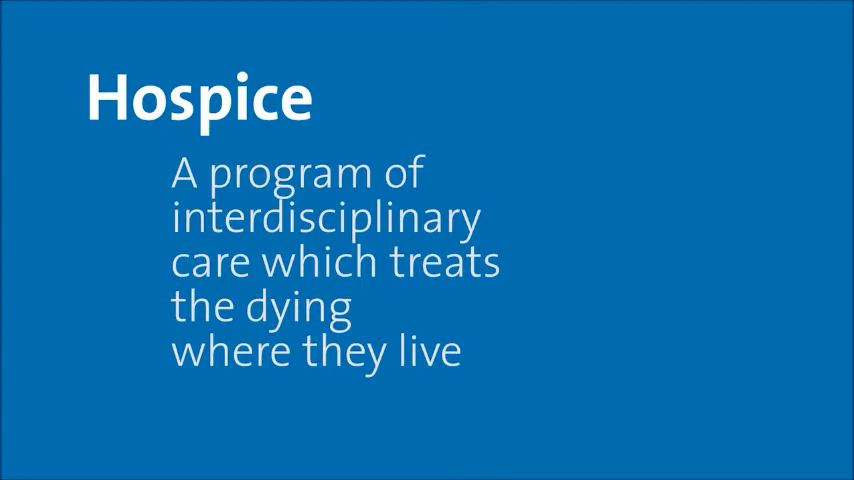 Hospice
A program of
interdisciplinary
care which treats
the dying
where they live